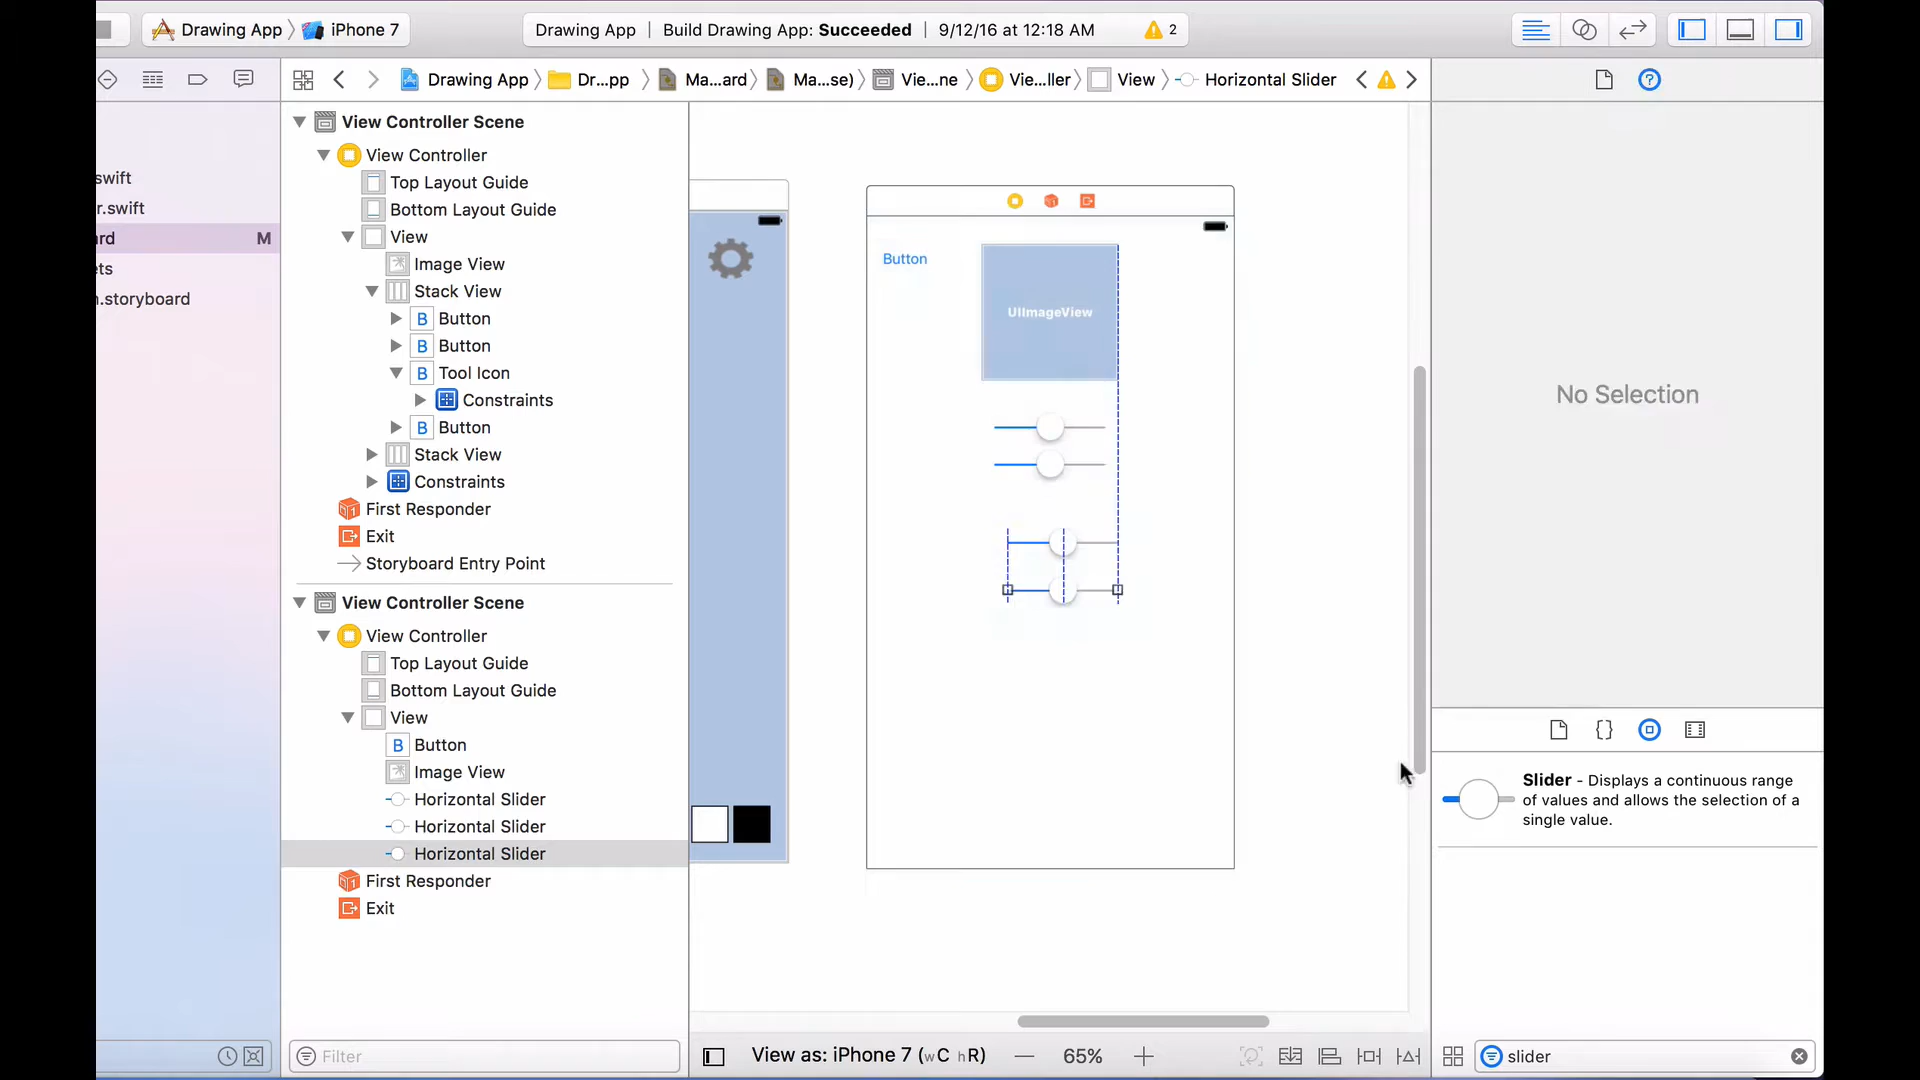 Drawing App 〉 iPhone 7
Drawing App | Build Drawing App: Succeeded | 9/12/16 at 12:18 AM 2
Drawing App 〉 Dr...pp 〉 Ma...ard 〉 Ma...se) 〉 Vie...ne 〉 Vie...ller 〉 View 〉 Horizontal Slider
swift
r.swift
rd M
ets
n.storyboard
View Controller Scene
View Controller
Top Layout Guide
Bottom Layout Guide
View
Image View
Stack View
B Button
B Button
B Tool Icon
Constraints
B Button
Stack View
Constraints
First Responder
Exit
Storyboard Entry Point
View Controller Scene
View Controller
Top Layout Guide
Bottom Layout Guide
View
B Button
Image View
Horizontal Slider
Horizontal Slider
Horizontal Slider
First Responder
Exit
Filter
Button
UIImageView
View as: iPhone 7 (wC hR) — 65% +
No Selection
Slider - Displays a continuous range
of values and allows the selection of a
single value.
slider